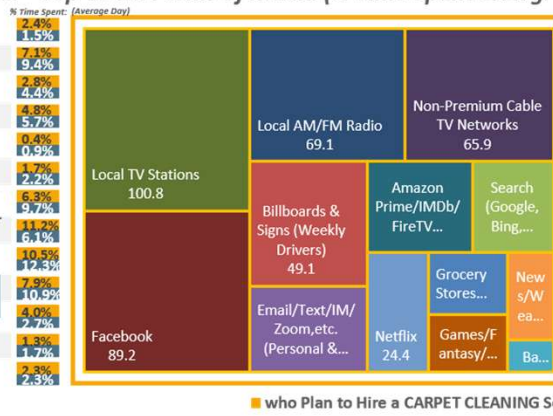 % Time Spent: (Average Day)
2.4%
1.5%
7.1%
9.4%
2.8%
4.4%
4.8%
5.7%
0.4%
0.9%
1.7%
2.2%
6.3%
9.7%
11.2%
6.1%
10.5%
12.3%
7.9%
10.9%
4.0%
2.7%
1.3%
1.7%
2.3%
2.3%
Local TV Stations
100.8
Facebook
89.2
Local AM/FM Radio
69.1
Non-Premium Cable
TV Networks
65.9
Billboards &
Signs (Weekly
Drivers)
49.1
Amazon
Prime/IMDb/
FireTV...
Search
(Google,
Bing,...
Email/Text/IM/
Zoom,etc.
(Personal &...
Netflix
24.4
Grocery
Stores...
Games/F
antasy/...
New
s/W
ea...
Ba...
who Plan to Hire a CARPET CLEANING S